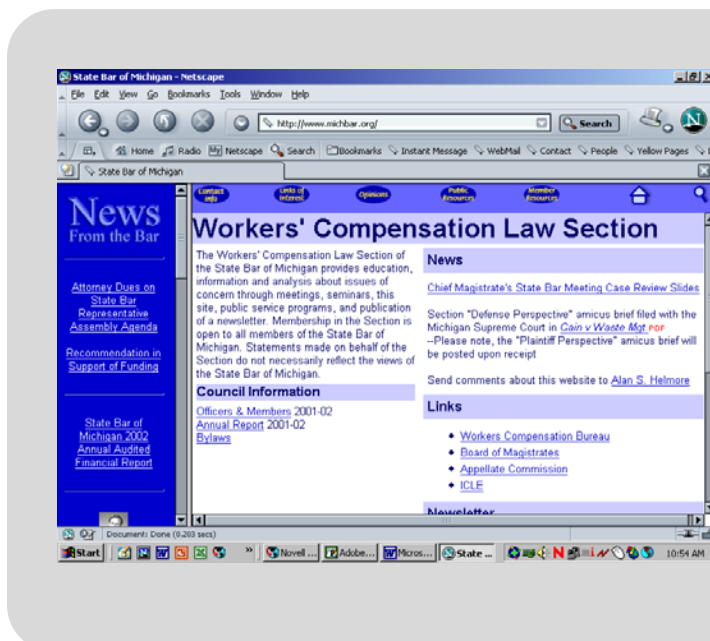 State Bar of Michigan - Netscape
File Edit View Go Bookmarks Tools Window Help
http://www.michbar.org/
Search
Home Radio Netscape Search Bookmarks Instant Message WebMail Contact People Yellow Pages
State Bar of Michigan
Contact Info
Links of Interest
Opinions
Public Resources
Member Resources
News
From the Bar
Attorney Dues on
State Bar
Representative
Assembly Agenda
Recommendation in
Support of Funding
State Bar of
Michigan 2002
Annual Audited
Financial Report
Workers' Compensation Law Section
The Workers' Compensation Law Section of
the State Bar of Michigan provides education,
information and analysis about issues of
concern through meetings, seminars, this
site, public service programs, and publication
of a newsletter. Membership in the Section is
open to all members of the State Bar of
Michigan. Statements made on behalf of the
Section do not necessarily reflect the views of
the State Bar of Michigan.
Council Information
Officers & Members 2001-02
Annual Report 2001-02
Bylaws
News
Chief Magistrate's State Bar Meeting Case Review Slides
Section "Defense Perspective" amicus brief filed with the
Michigan Supreme Court in Cain v Waste Mgt PDF
--Please note, the "Plaintiff Perspective" amicus brief will
be posted upon receipt
Send comments about this website to Alan S. Helmore
Links
Workers Compensation Bureau
Board of Magistrates
Appellate Commission
ICLE
Newsletter
Document: Done (0.203 secs)
Start » Novell ... Adobe... Micros... State ... 10:54 AM